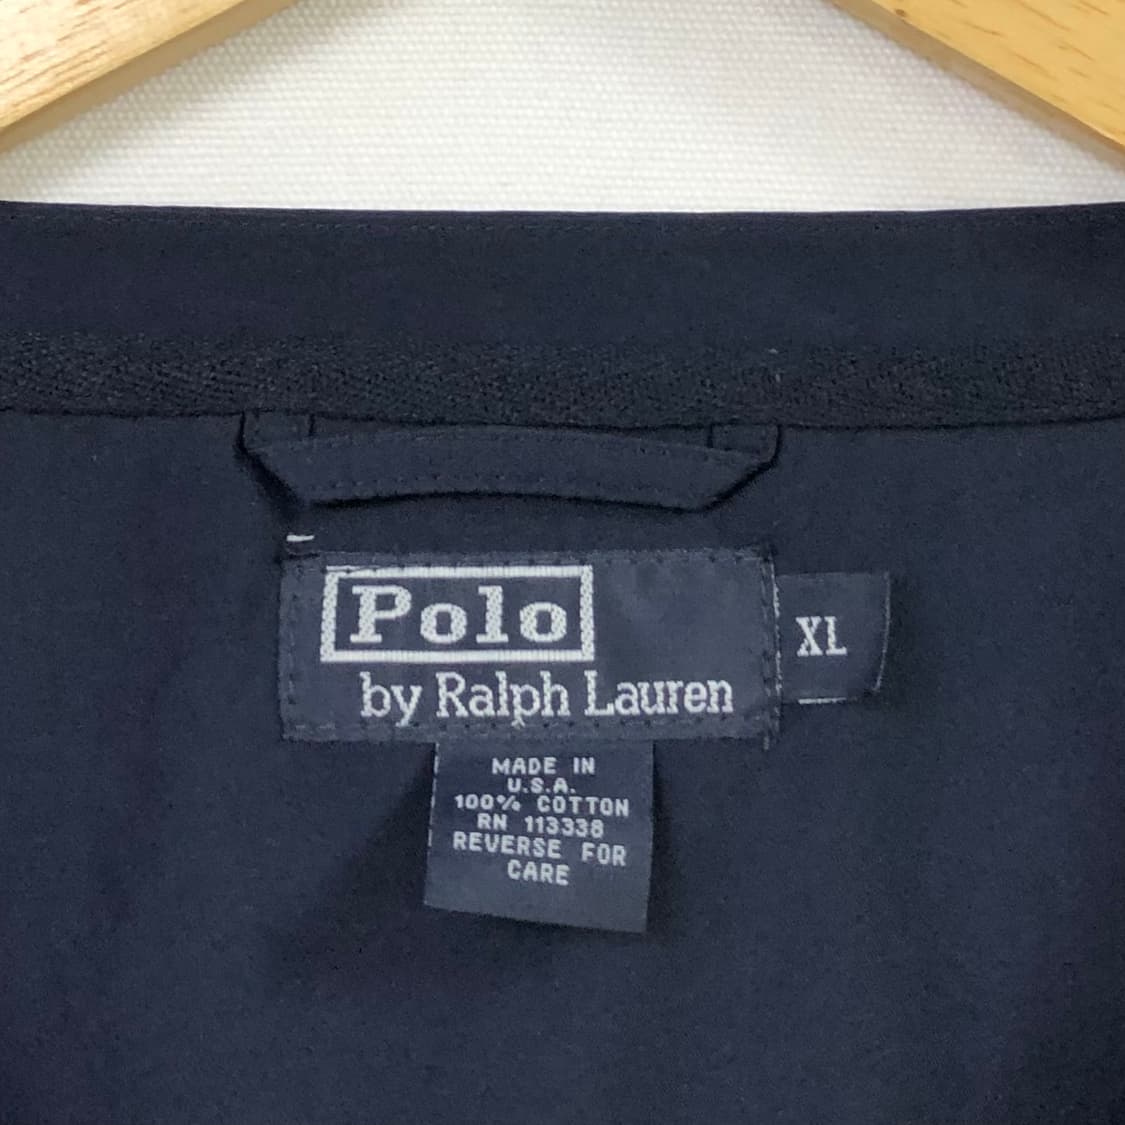 Polo
by Ralph Lauren
XL
MADE IN
U.S.A.
100% COTTON
RN 113338
REVERSE FOR
CARE